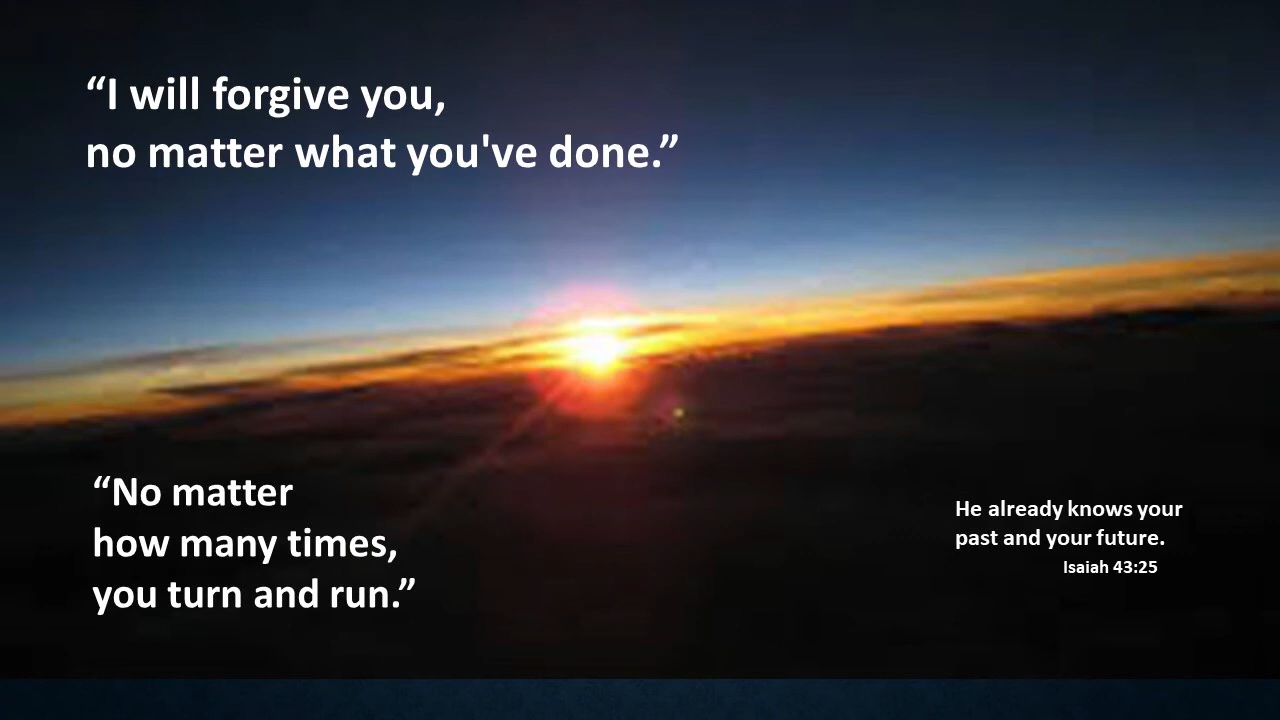 “I will forgive you,
no matter what you've done.”
“No matter
how many times,
you turn and run.”
He already knows your
past and your future.
Isaiah 43:25